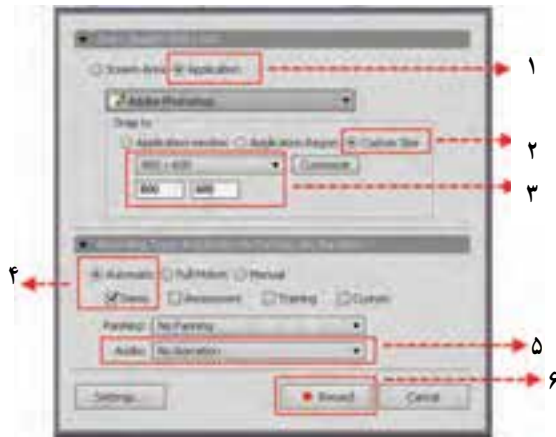 Screen Area Application
۱
Adobe Photoshop
Snap to
Application window Application Region Custom Size
۲
800 x 600
800 600
۳
Automatic Full Motion Manual
۴
Demo Assessment Training Custom
Panning: No Panning
Audio: No Narration
۵
۶
Settings... Record Cancel